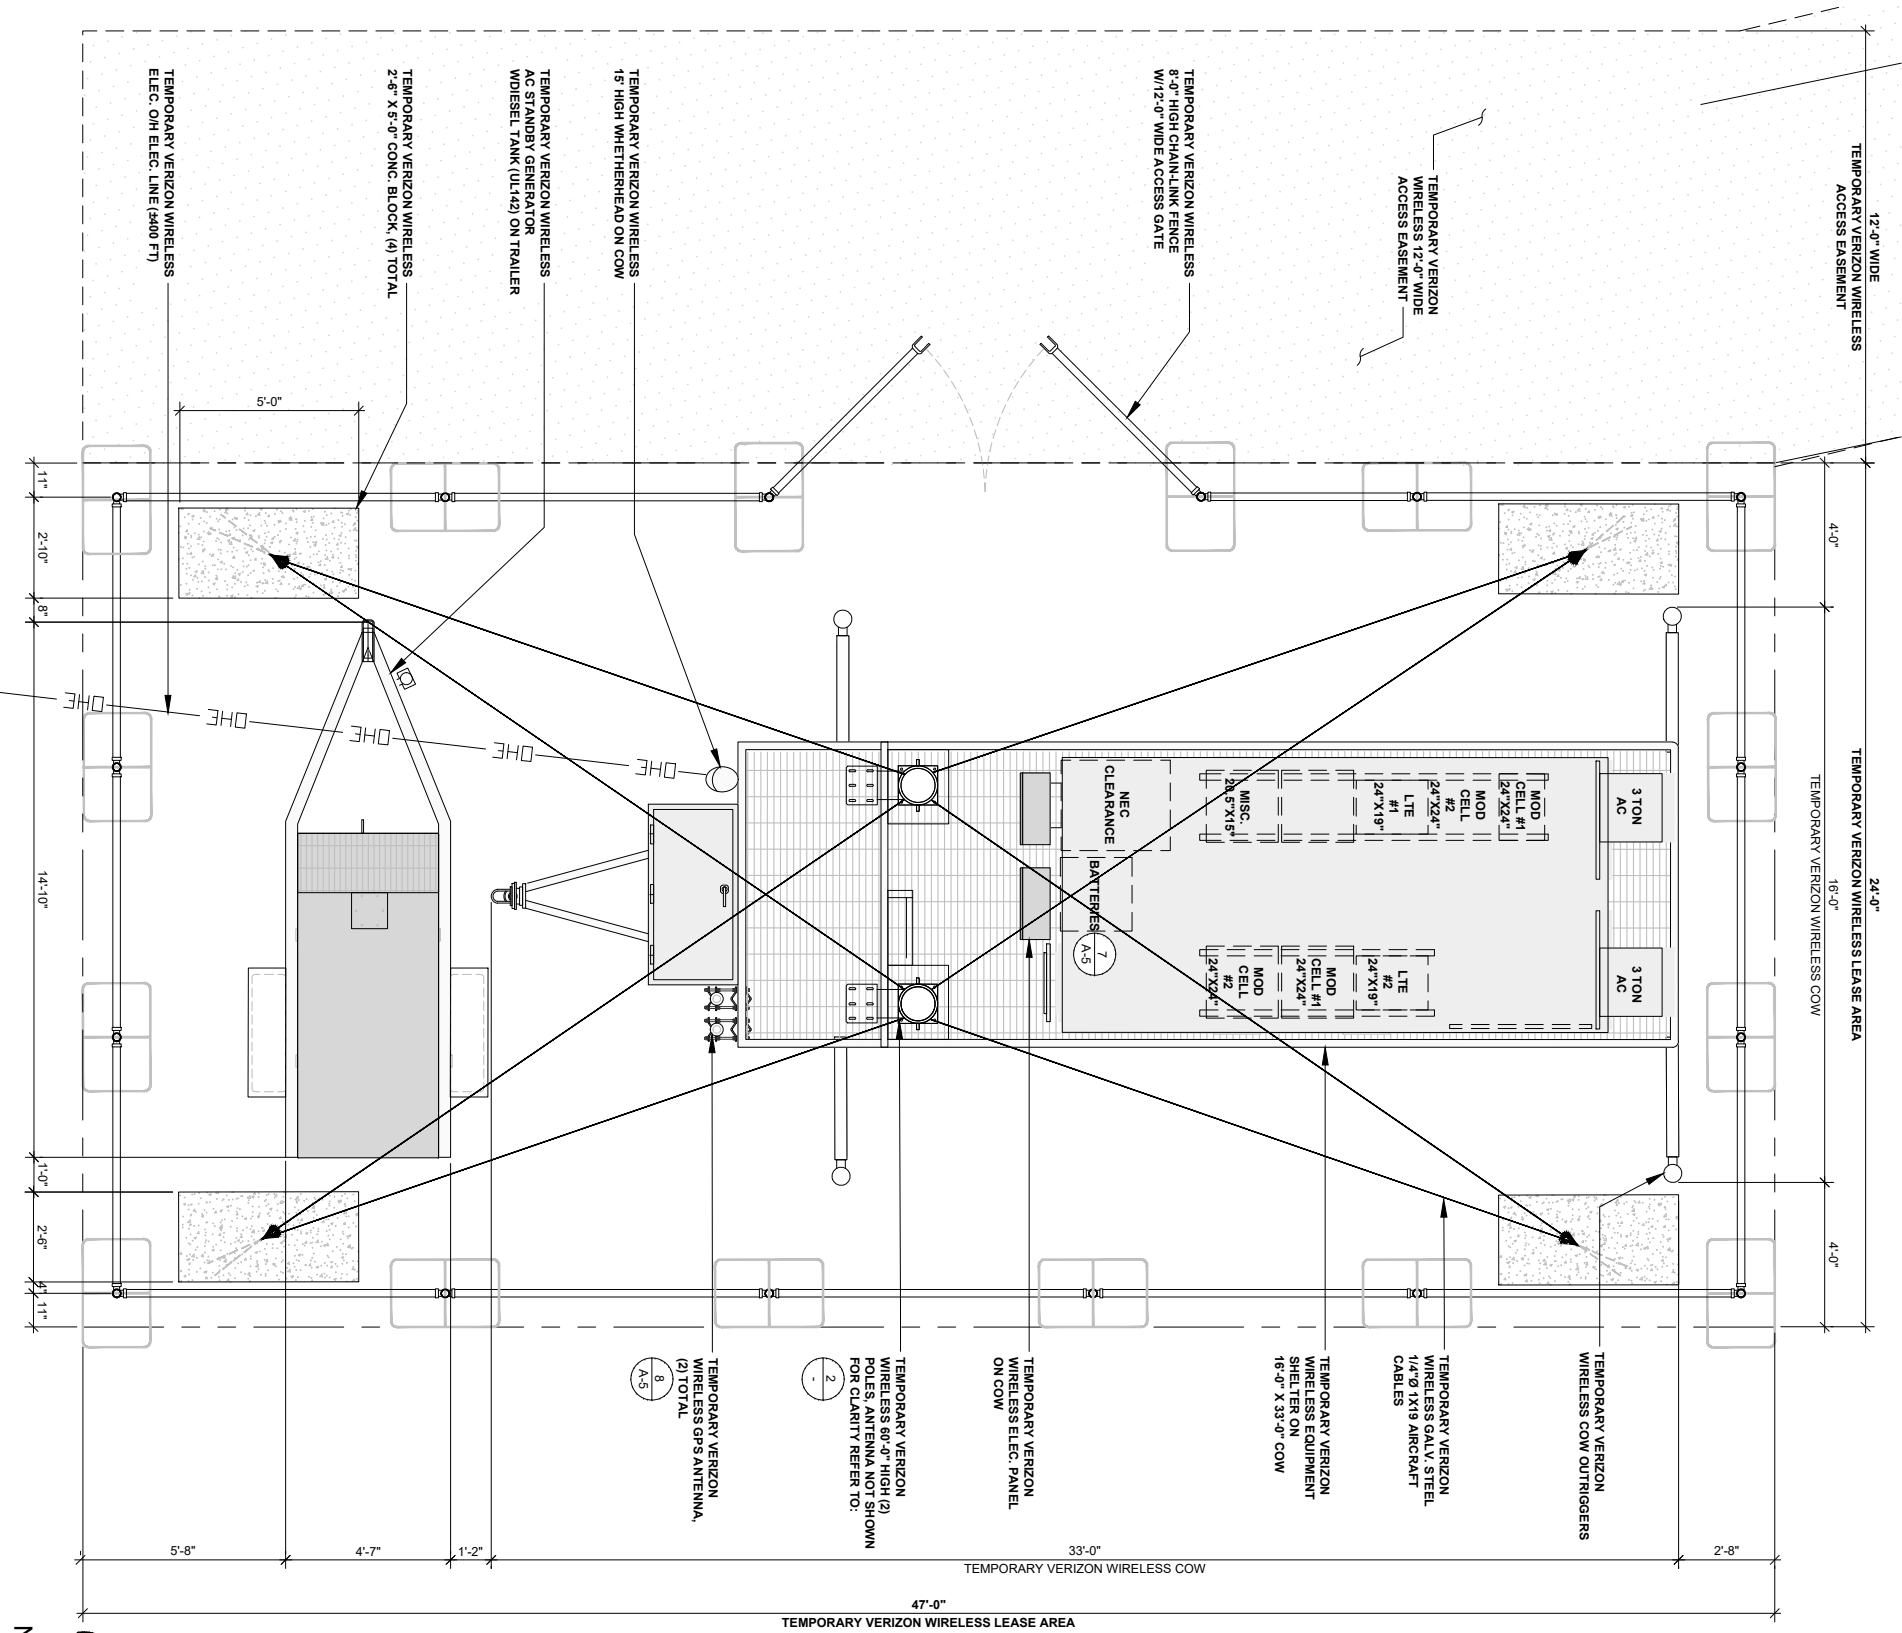 TEMPORARY VERIZON WIRELESS
ELEC. O/H ELEC. LINE (±400 FT)
TEMPORARY VERIZON WIRELESS
2'-6" X 5'-0" CONC. BLOCK, (4) TOTAL
TEMPORARY VERIZON WIRELESS
AC STANDBY GENERATOR
W/DIESEL TANK (UL142) ON TRAILER
TEMPORARY VERIZON WIRELESS
15' HIGH WHETHERHEAD ON COW
TEMPORARY VERIZON WIRELESS
8'-0" HIGH CHAIN-LINK FENCE
W/12'-0" WIDE ACCESS GATE
TEMPORARY VERIZON
WIRELESS 12'-0" WIDE
ACCESS EASEMENT
12'-0" WIDE
TEMPORARY VERIZON WIRELESS
ACCESS EASEMENT
5'-0"
11"
2'-10"
8"
14'-10"
1'-0"
2'-6"
4"
11"
4'-0"
16'-0"
TEMPORARY VERIZON WIRELESS COW
4'-0"
24'-0"
TEMPORARY VERIZON WIRELESS LEASE AREA
OHE
OHE
OHE
OHE
OHE
NEC
CLEARANCE
BATTERIES
7
A-5
MISC.
20.5"X15"
LTE
#1
24"X19"
MOD
CELL
#2
24"X24"
MOD
CELL #1
24"X24"
3 TON
AC
MOD
CELL
#2
24"X24"
MOD
CELL #1
24"X24"
LTE
#2
24"X19"
3 TON
AC
TEMPORARY VERIZON
WIRELESS GPS ANTENNA,
(2) TOTAL
8
A-5
TEMPORARY VERIZON
WIRELESS 60'-0" HIGH (2)
POLES, ANTENNA NOT SHOWN
FOR CLARITY REFER TO:
2
-
TEMPORARY VERIZON
WIRELESS ELEC. PANEL
ON COW
TEMPORARY VERIZON
WIRELESS EQUIPMENT
SHELTER ON
16'-0" X 33'-0" COW
TEMPORARY VERIZON
WIRELESS GALV. STEEL
1/4"Ø 1X19 AIRCRAFT
CABLES
TEMPORARY VERIZON
WIRELESS COW OUTRIGGERS
5'-8"
4'-7"
1'-2"
33'-0"
TEMPORARY VERIZON WIRELESS COW
2'-8"
47'-0"
TEMPORARY VERIZON WIRELESS LEASE AREA